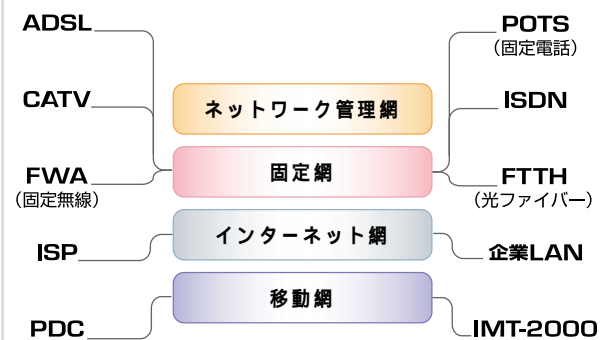 ADSL
POTS
(固定電話)
CATV
ネットワーク管理網
ISDN
固定網
FWA
(固定無線)
FTTH
(光ファイバー)
インターネット網
ISP
企業LAN
移動網
PDC
IMT-2000